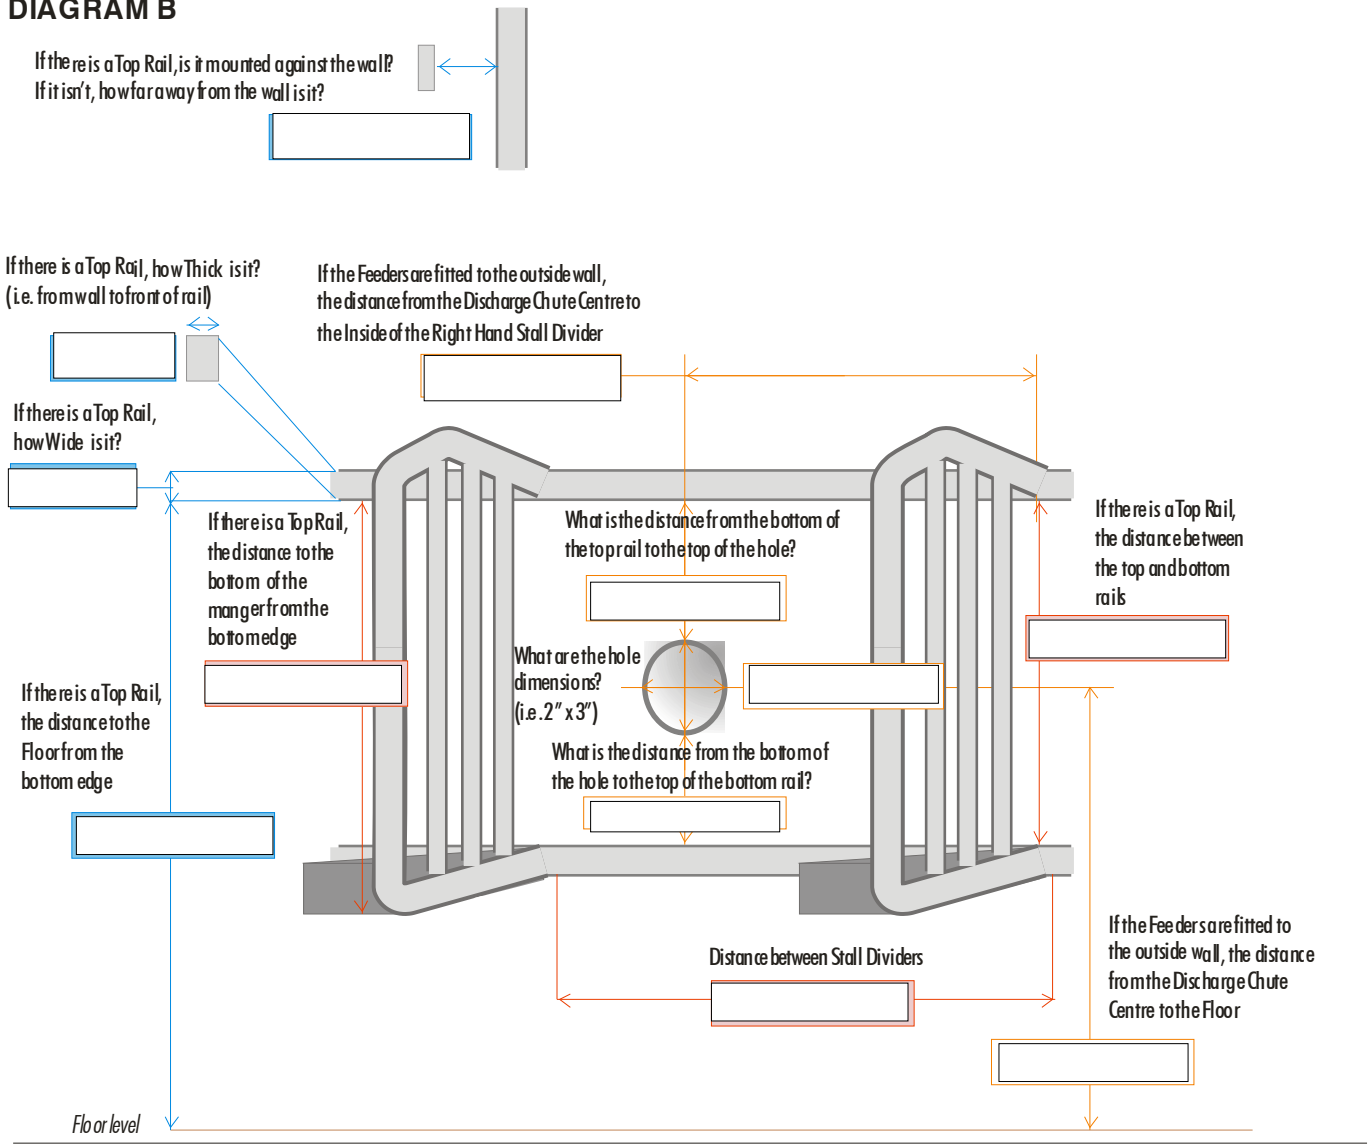 DIAGRAM B
If there is a Top Rail, is it mounted against the wall?
If it isn't, how far away from the wall is it?
If there is a Top Rail, how Thick is it?
(i.e. from wall to front of rail)
If the Feeders are fitted to the outside wall,
the distance from the Discharge Chute Centre to
the Inside of the Right Hand Stall Divider
If there is a Top Rail,
how Wide is it?
If there is a Top Rail,
the distance to the
bottom of the
manger from the
bottom edge
What is the distance from the bottom of
the top rail to the top of the hole?
If there is a Top Rail,
the distance between
the top and bottom
rails
What are the hole
dimensions?
(i.e. 2" x 3")
If there is a Top Rail,
the distance to the
Floor from the
bottom edge
What is the distance from the bottom of
the hole to the top of the bottom rail?
Distance between Stall Dividers
If the Feeders are fitted to
the outside wall, the distance
from the Discharge Chute
Centre to the Floor
Floor level